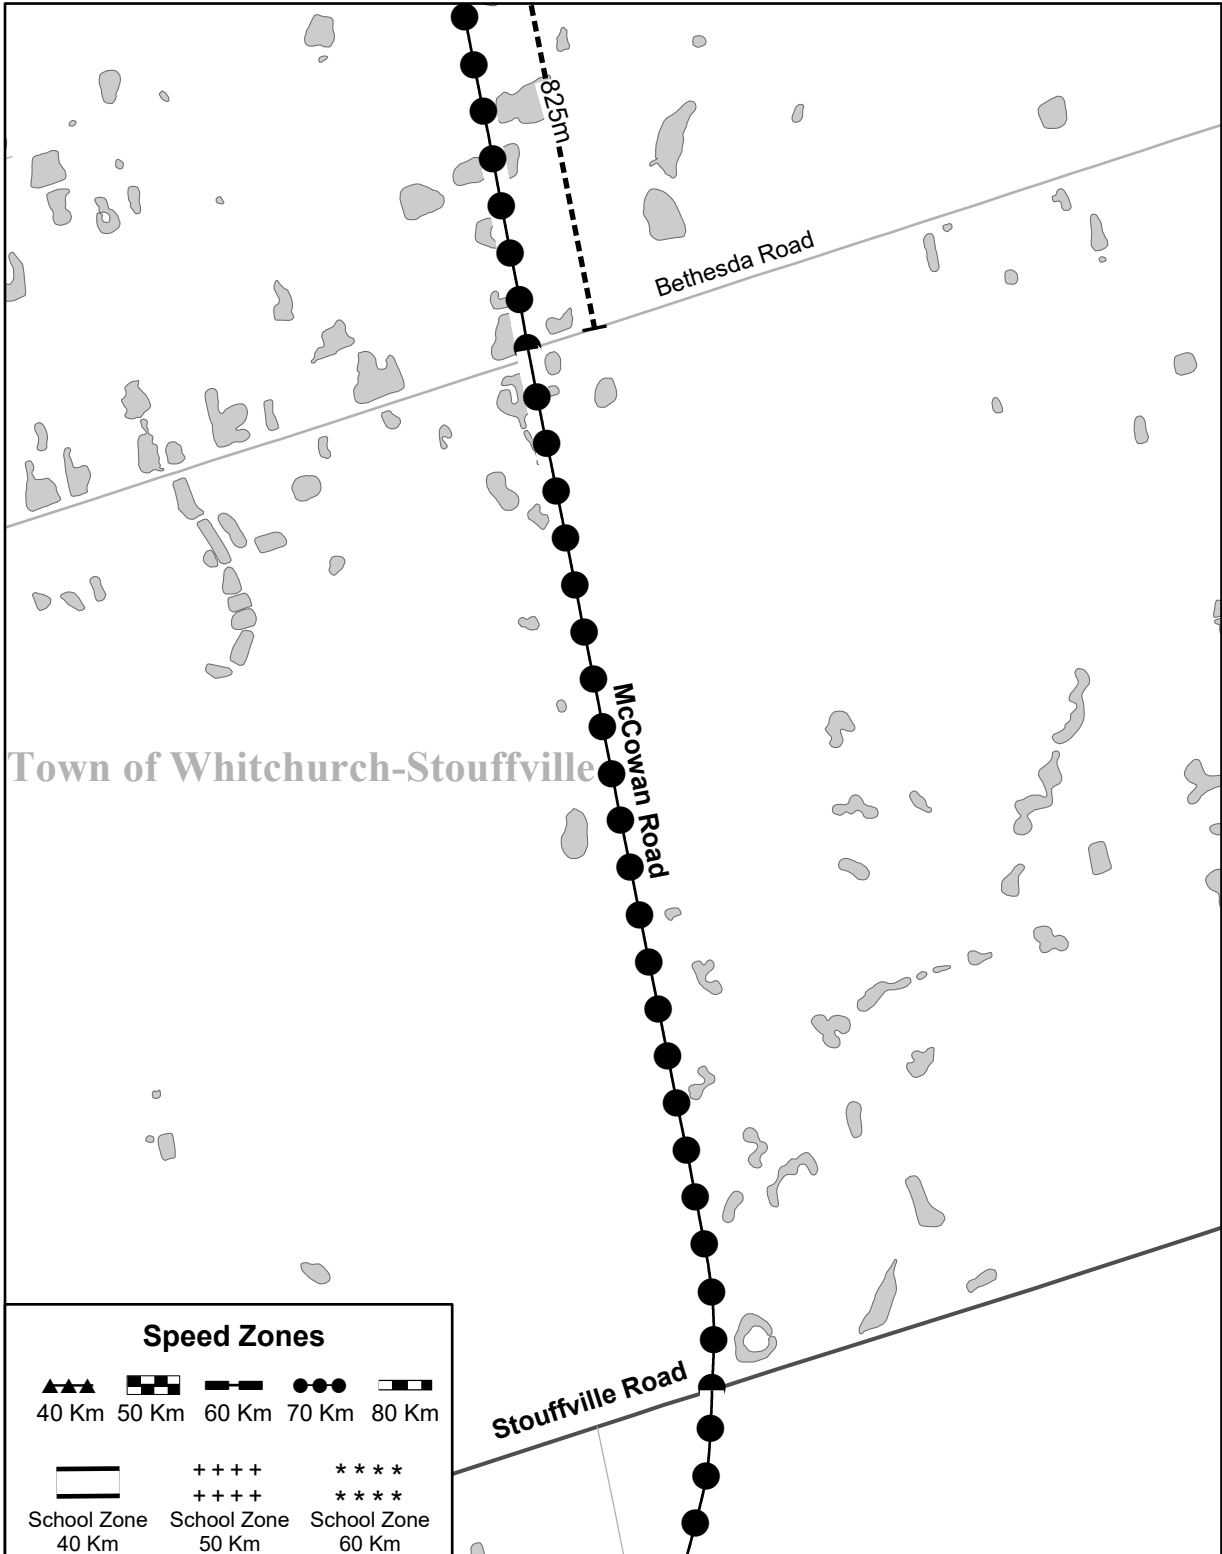 825m
Bethesda Road
McCowan Road
Town of Whitchurch-Stouffville
Stouffville Road
Speed Zones
40 Km 50 Km 60 Km 70 Km 80 Km
School Zone School Zone School Zone
40 Km 50 Km 60 Km